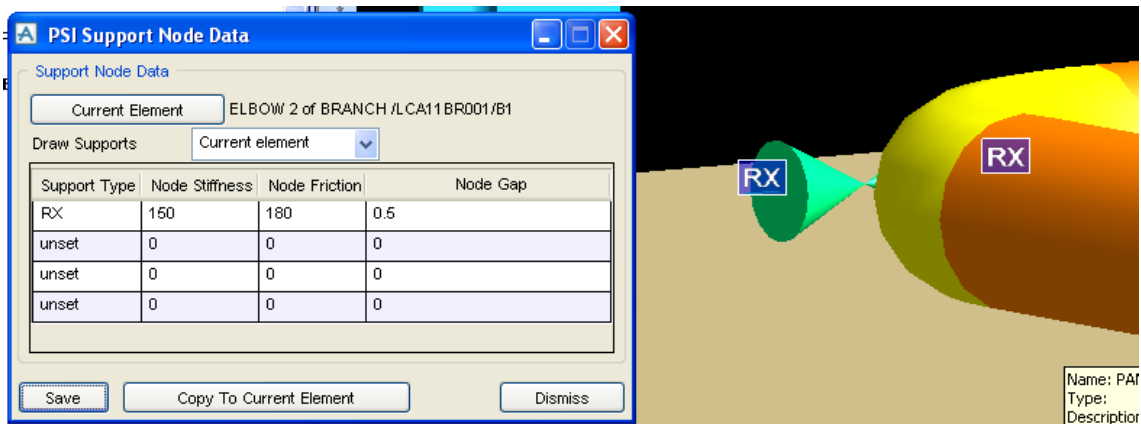 PSI Support Node Data
Support Node Data
Current Element ELBOW 2 of BRANCH /LCA11BR001/B1
Draw Supports Current element
Support Type Node Stiffness Node Friction Node Gap
RX 150 180 0.5
unset 0 0 0
unset 0 0 0
unset 0 0 0
Save Copy To Current Element Dismiss
RX
RX
Name: PAN
Type:
Description